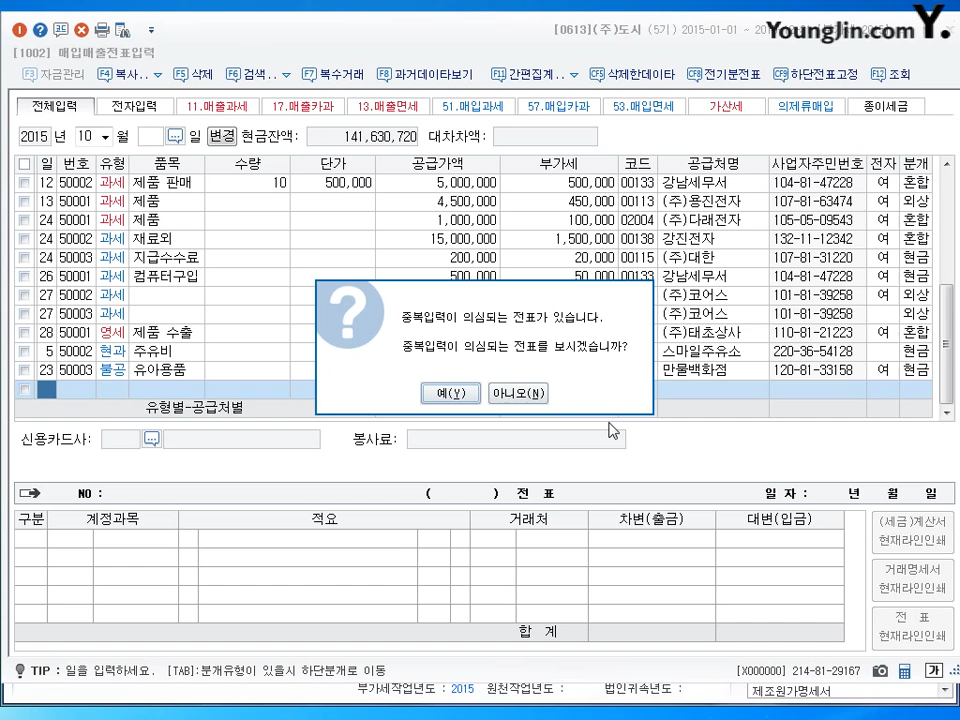 [0613](주)도시 (5기) 2015-01-01 ~
Younglin.com Y.
[1002] 매입매출전표입력
F3 자금관리 F4 복사.. F5 삭제 F6 검색.. F7 복수거래 F8 과거데이타보기 F11 간편집계.. CF5 삭제한데이타 CF8 전기분전표 CF9 하단전표고정 F12 조회
전체입력 전자입력 11.매출과세 17.매출카과 13.매출면세 51.매입과세 57.매입카과 53.매입면세 가산세 의제류매입 종이세금
2015 년 10 월 일 변경 현금잔액: 141,630,720 대차차액:
일 번호 유형 품목 수량 단가 공급가액 부가세 코드 공급처명 사업자주민번호 전자 분개
12 50002 과세 제품 판매 10 500,000 5,000,000 500,000 00133 강남세무서 104-81-47228 여 혼합
13 50001 과세 제품 4,500,000 450,000 00113 (주)용진전자 107-81-63474 여 외상
24 50001 과세 제품 1,000,000 100,000 02004 (주)다래전자 105-05-09543 여 혼합
24 50002 과세 재료외 15,000,000 1,500,000 00138 강진전자 132-11-12342 여 혼합
24 50003 과세 지급수수료 200,000 20,000 00115 (주)대한 107-81-31220 여 현금
26 50001 과세 컴퓨터구입 500,000 50,000 00133 강남세무서 104-81-47228 여 현금
27 50002 과세 (주)코어스 101-81-39258 여 외상
27 50003 과세 (주)코어스 101-81-39258 외상
28 50001 영세 제품 수출 (주)태초상사 110-81-21223 여 혼합
5 50002 현과 주유비 스마일주유소 220-36-54128 현금
23 50003 불공 유아용품 만물백화점 120-81-33158 여 현금
중복입력이 의심되는 전표가 있습니다.
중복입력이 의심되는 전표를 보시겠습니까?
예(Y) 아니오(N)
유형별-공급처별
신용카드사: 봉사료:
NO : ( ) 전 표 일 자 : 년 월 일
구분 계정과목 적요 거래처 차변(출금) 대변(입금)
(세금)계산서
현재라인인쇄
거래명세서
현재라인인쇄
전 표
현재라인인쇄
합 계
TIP : 일을 입력하세요. [TAB]:분개유형이 있을시 하단분개로 이동 [X000000] 214-81-29167 가
부가세작업년도 : 2015 원천작업년도 : 법인귀속년도 : 제조원가명세서